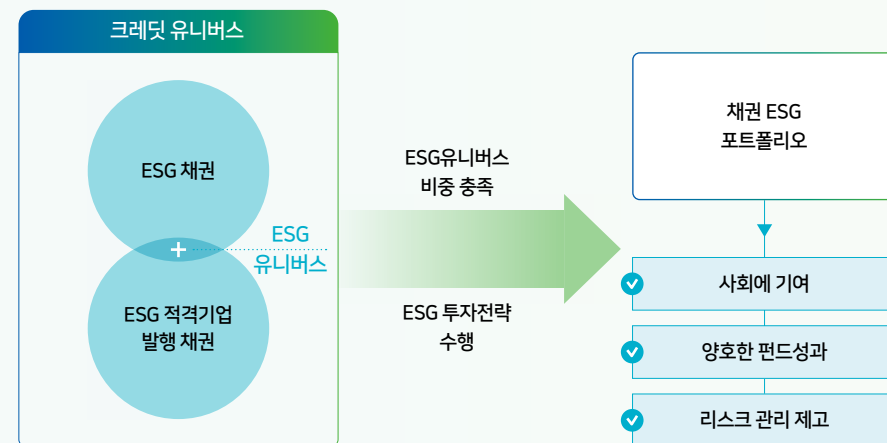 크레딧 유니버스
ESG 채권
+
ESG
유니버스
ESG 적격기업
발행 채권
ESG유니버스
비중 충족
ESG 투자전략
수행
채권 ESG
포트폴리오
사회에 기여
양호한 펀드성과
리스크 관리 제고